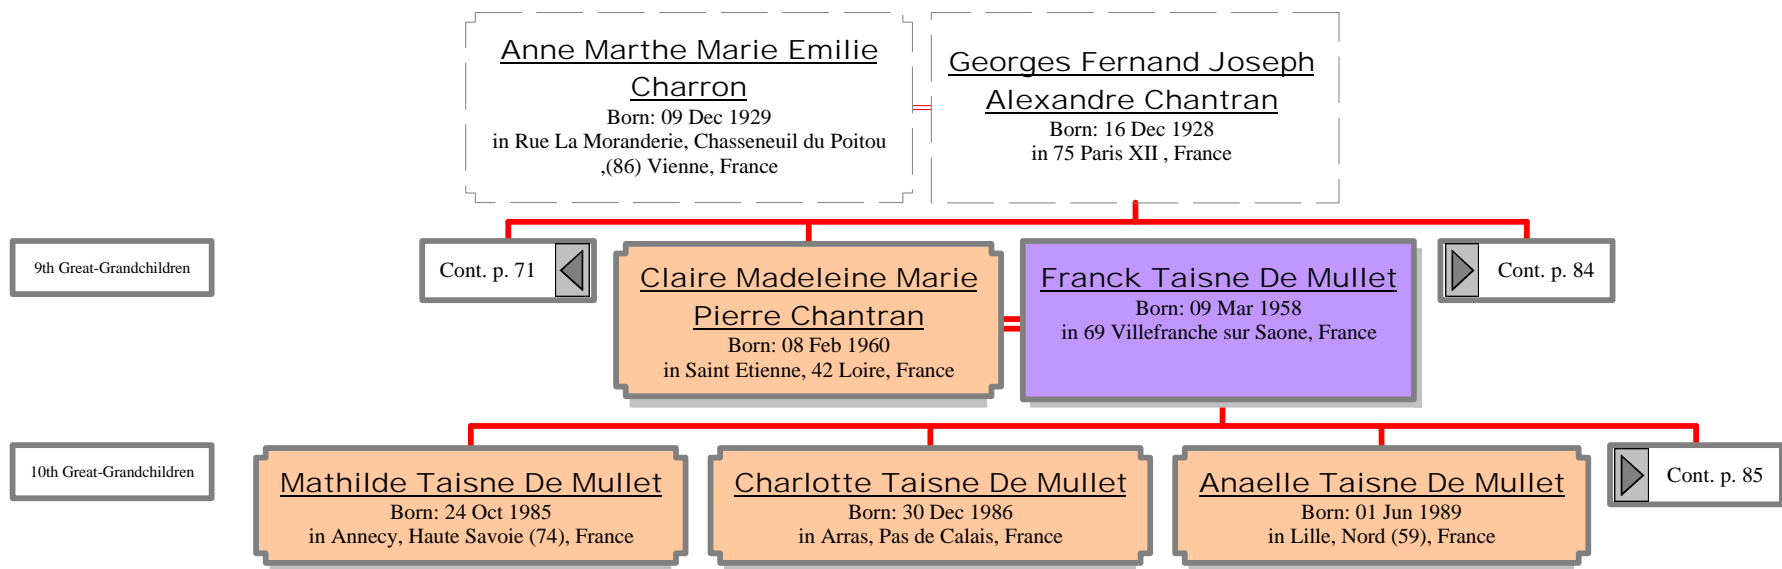 Anne Marthe Marie Emilie
Charron
Born: 09 Dec 1929
in Rue La Moranderie, Chasseneuil du Poitou
,(86) Vienne, France
Georges Fernand Joseph
Alexandre Chantran
Born: 16 Dec 1928
in 75 Paris XII , France
9th Great-Grandchildren
Cont. p. 71
Claire Madeleine Marie
Pierre Chantran
Born: 08 Feb 1960
in Saint Etienne, 42 Loire, France
Franck Taisne De Mullet
Born: 09 Mar 1958
in 69 Villefranche sur Saone, France
Cont. p. 84
10th Great-Grandchildren
Mathilde Taisne De Mullet
Born: 24 Oct 1985
in Annecy, Haute Savoie (74), France
Charlotte Taisne De Mullet
Born: 30 Dec 1986
in Arras, Pas de Calais, France
Anaelle Taisne De Mullet
Born: 01 Jun 1989
in Lille, Nord (59), France
Cont. p. 85